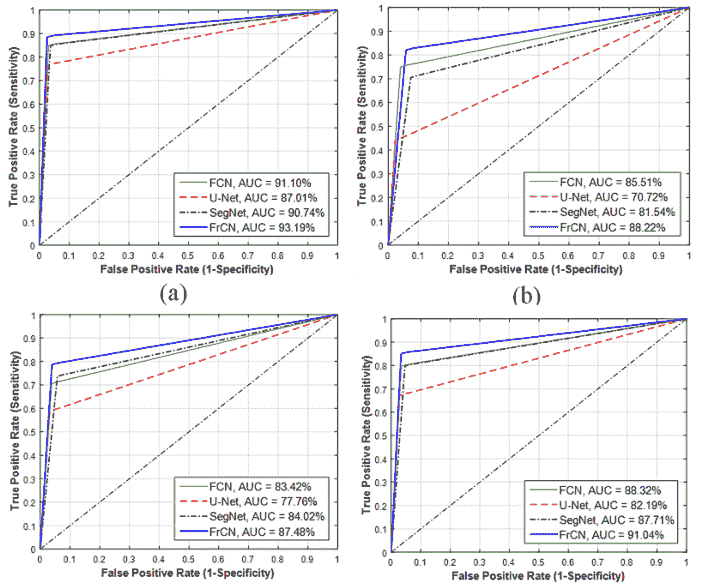 1
0.9
0.8
0.7
0.6
0.5
0.4
0.3
0.2
0.1
0
True Positive Rate (Sensitivity)
FCN, AUC = 91.10%
U-Net, AUC = 87.01%
SegNet, AUC = 90.74%
FrCN, AUC = 93.19%
0 0.1 0.2 0.3 0.4 0.5 0.6 0.7 0.8 0.9 1
False Positive Rate (1-Specificity)
(a)
1
0.9
0.8
0.7
0.6
0.5
0.4
0.3
0.2
0.1
0
True Positive Rate (Sensitivity)
FCN, AUC = 85.51%
U-Net, AUC = 70.72%
SegNet, AUC = 81.54%
FrCN, AUC = 88.22%
0 0.1 0.2 0.3 0.4 0.5 0.6 0.7 0.8 0.9 1
False Positive Rate (1-Specificity)
(b)
1
0.9
0.8
0.7
0.6
0.5
0.4
0.3
0.2
0.1
0
True Positive Rate (Sensitivity)
FCN, AUC = 83.42%
U-Net, AUC = 77.76%
SegNet, AUC = 84.02%
FrCN, AUC = 87.48%
0 0.1 0.2 0.3 0.4 0.5 0.6 0.7 0.8 0.9 1
False Positive Rate (1-Specificity)
1
0.9
0.8
0.7
0.6
0.5
0.4
0.3
0.2
0.1
0
True Positive Rate (Sensitivity)
FCN, AUC = 88.32%
U-Net, AUC = 82.19%
SegNet, AUC = 87.71%
FrCN, AUC = 91.04%
0 0.1 0.2 0.3 0.4 0.5 0.6 0.7 0.8 0.9 1
False Positive Rate (1-Specificity)